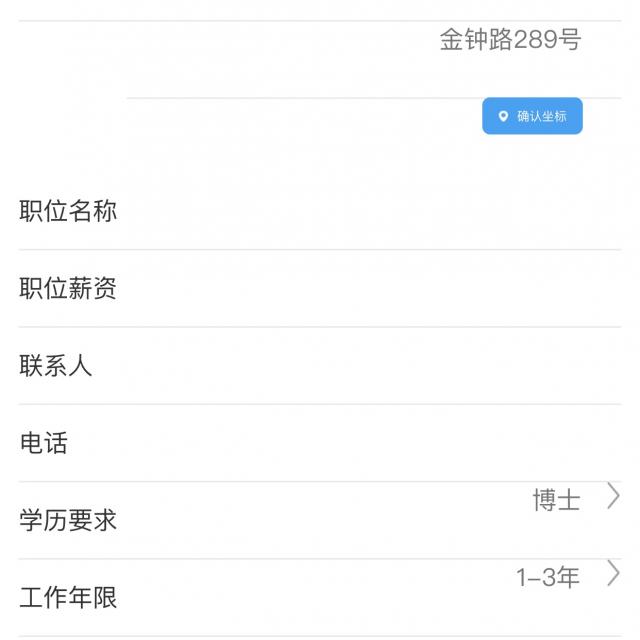 金钟路289号
确认坐标
职位名称
职位薪资
联系人
电话
博士
学历要求
1-3年
工作年限